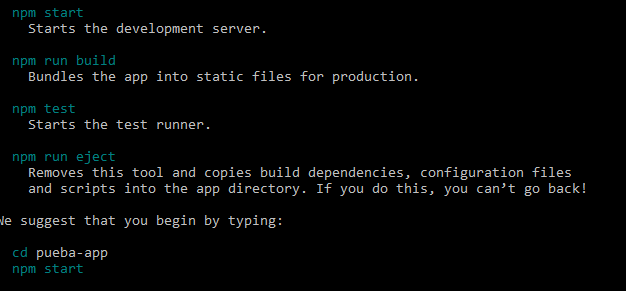 npm start
Starts the development server.
npm run build
Bundles the app into static files for production.
npm test
Starts the test runner.
npm run eject
Removes this tool and copies build dependencies, configuration files
and scripts into the app directory. If you do this, you can’t go back!
We suggest that you begin by typing:
cd pueba-app
npm start